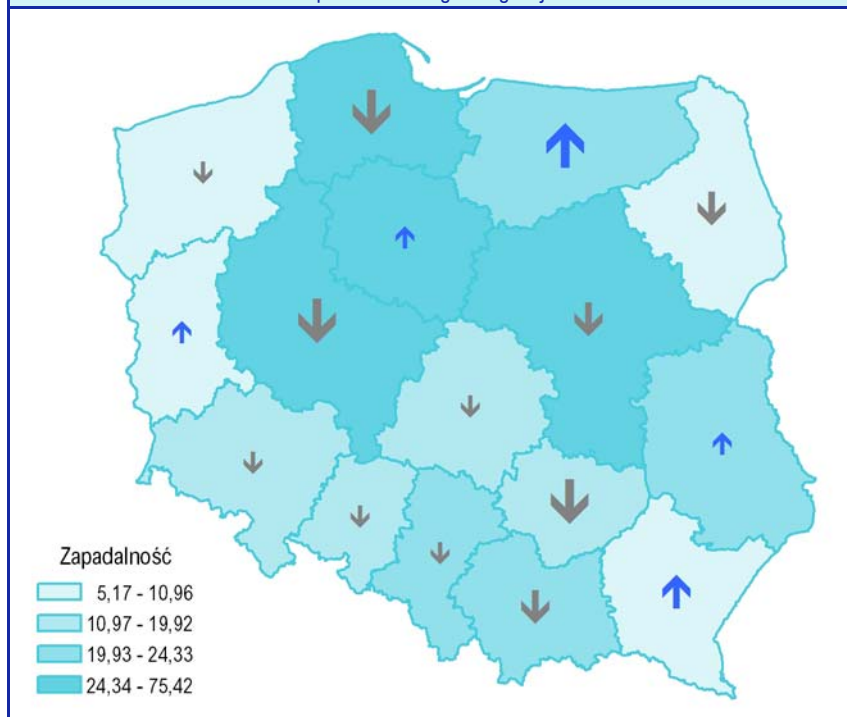 Zapadalność
5,17 - 10,96
10,97 - 19,92
19,93 - 24,33
24,34 - 75,42